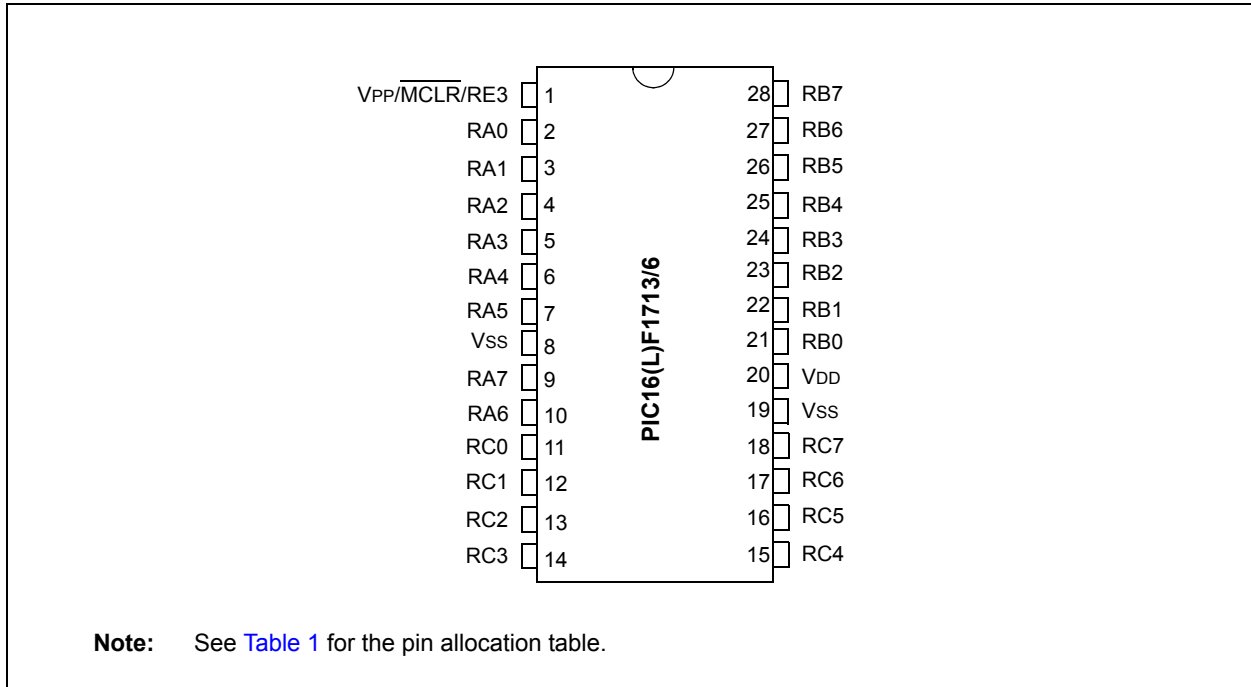 VPP/MCLR/RE3 1 28 RB7
RA0 2 27 RB6
RA1 3 26 RB5
RA2 4 25 RB4
RA3 5 24 RB3
RA4 6 23 RB2
RA5 7 22 RB1
VSS 8 21 RB0
RA7 9 20 VDD
RA6 10 19 VSS
RC0 11 18 RC7
RC1 12 17 RC6
RC2 13 16 RC5
RC3 14 15 RC4
PIC16(L)F1713/6
Note: See Table 1 for the pin allocation table.